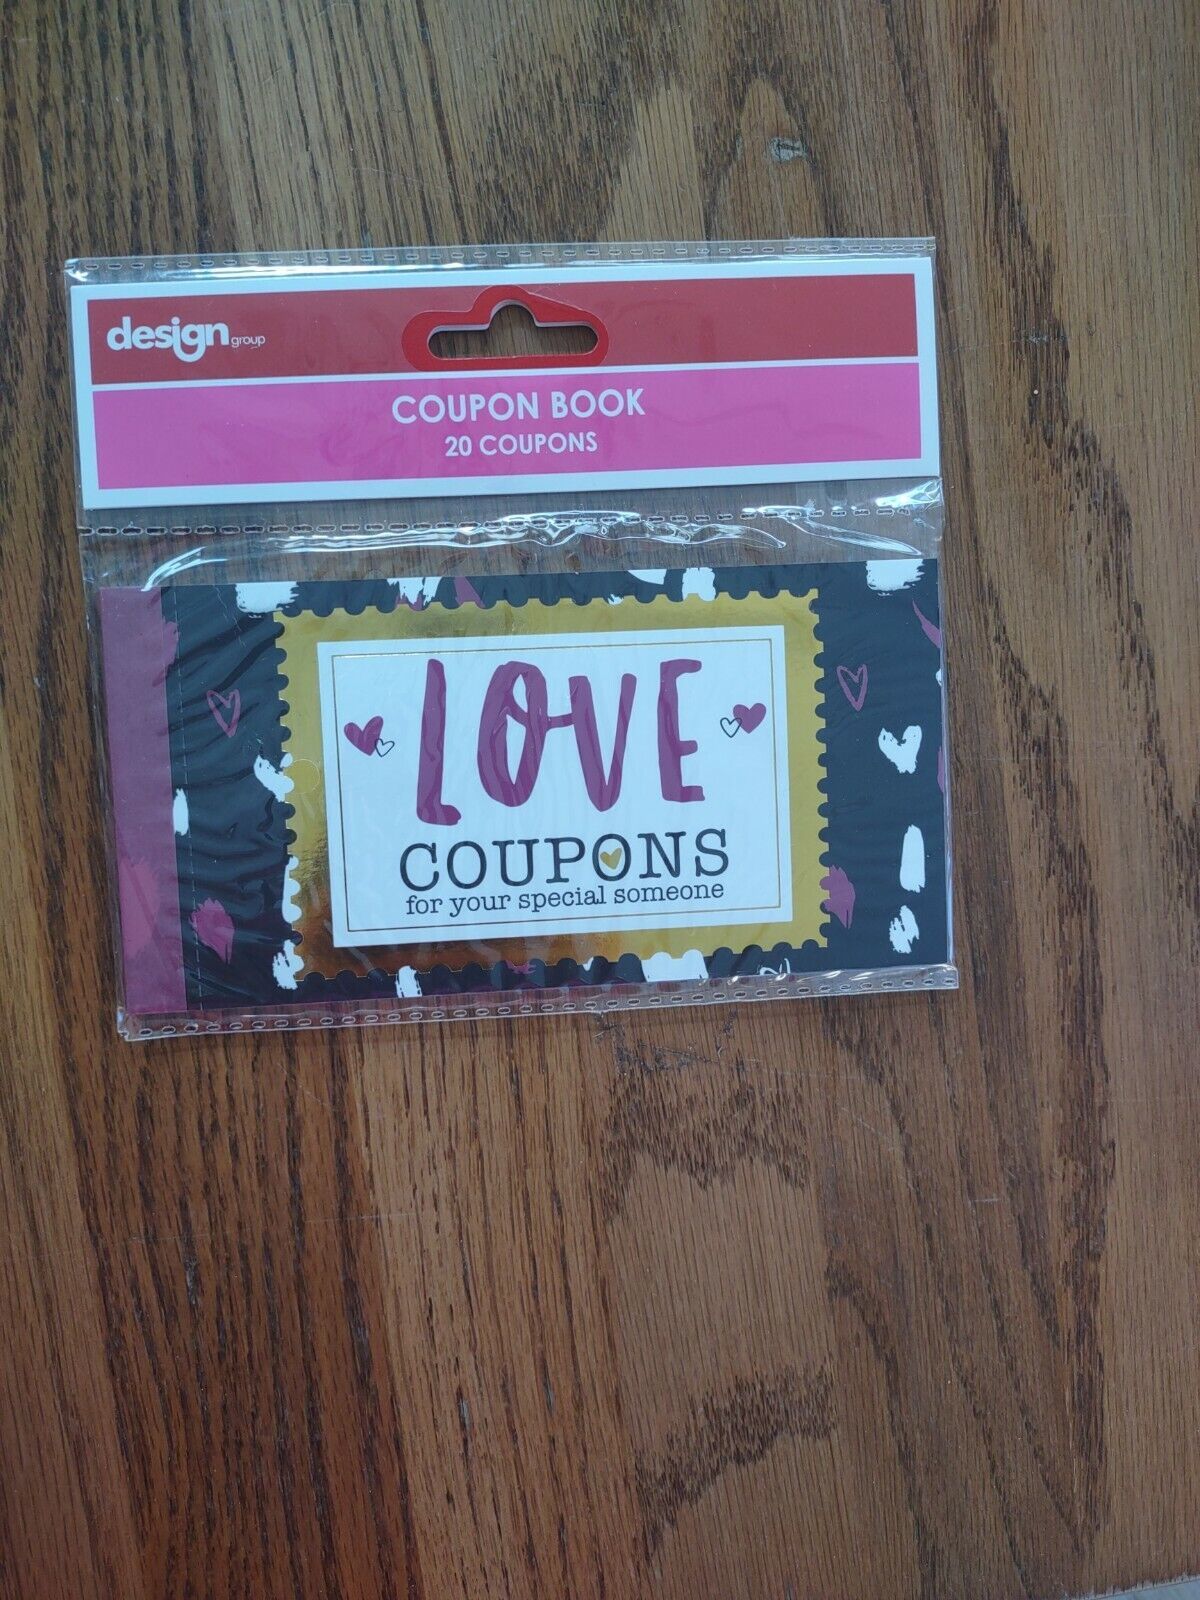 design group
COUPON BOOK
20 COUPONS
LOVE
COUPONS
for your special someone